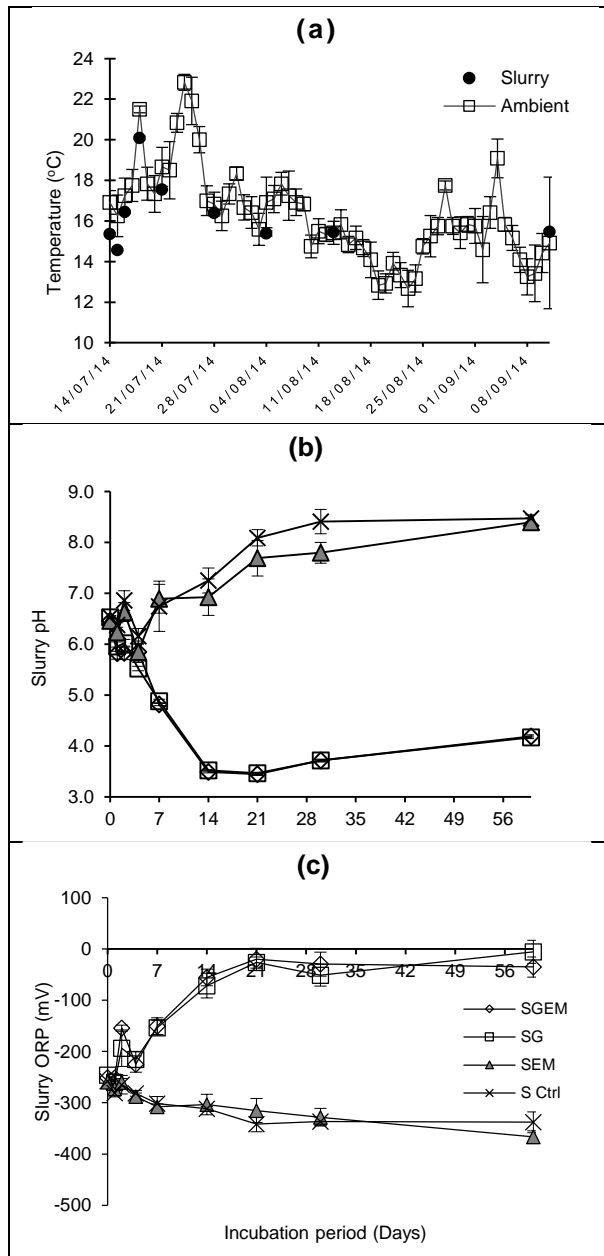 (a)
24
22
20
18
16
14
12
10
Temperature (°C)
Slurry
Ambient
14/07/14
21/07/14
28/07/14
04/08/14
11/08/14
18/08/14
25/08/14
01/09/14
08/09/14
(b)
9.0
8.0
7.0
6.0
5.0
4.0
3.0
Slurry pH
0 7 14 21 28 35 42 49 56
(c)
100
0
-100
-200
-300
-400
-500
Slurry ORP (mV)
0 7 14 21 28 35 42 49 56
SGEM
SG
SEM
S Ctrl
Incubation period (Days)